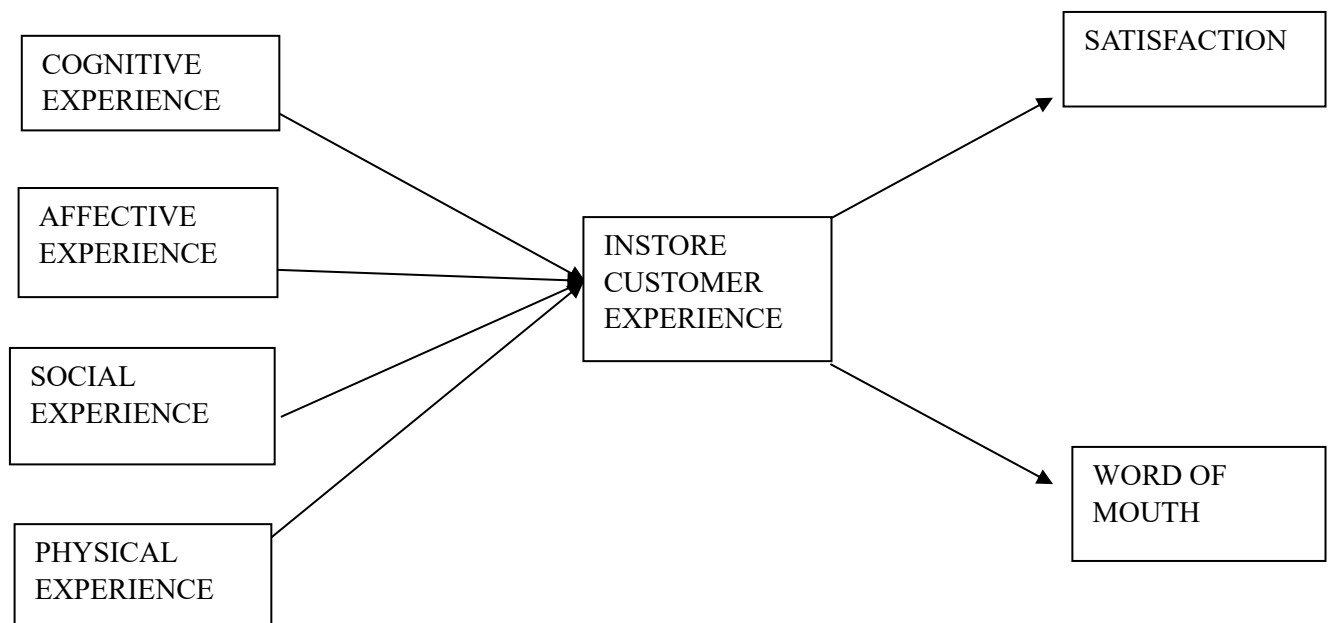 COGNITIVE
EXPERIENCE
AFFECTIVE
EXPERIENCE
SOCIAL
EXPERIENCE
PHYSICAL
EXPERIENCE
INSTORE
CUSTOMER
EXPERIENCE
SATISFACTION
WORD OF
MOUTH